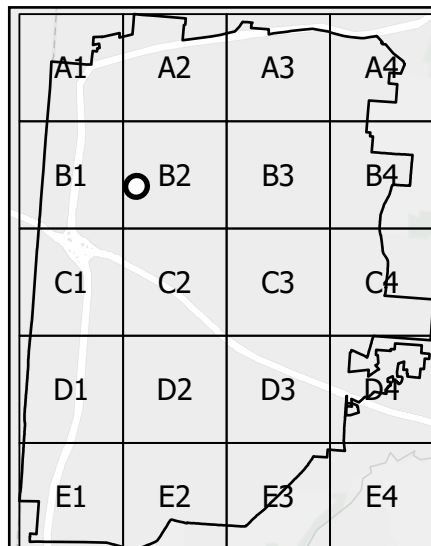 A1 A2 A3 A4
B1 B2 B3 B4
C1 C2 C3 C4
D1 D2 D3 D4
E1 E2 E3 E4